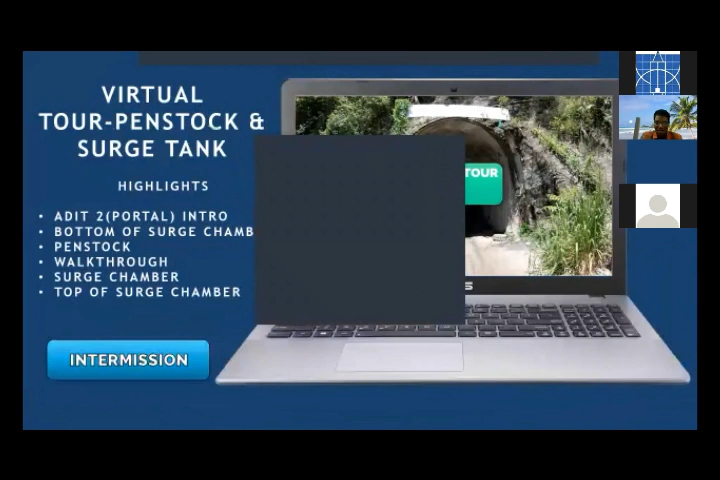 VIRTUAL
TOUR-PENSTOCK &
SURGE TANK
HIGHLIGHTS
• ADIT 2(PORTAL) INTRO
• BOTTOM OF SURGE CHAMB
• PENSTOCK
• WALKTHROUGH
• SURGE CHAMBER
• TOP OF SURGE CHAMBER
INTERMISSION
TOUR